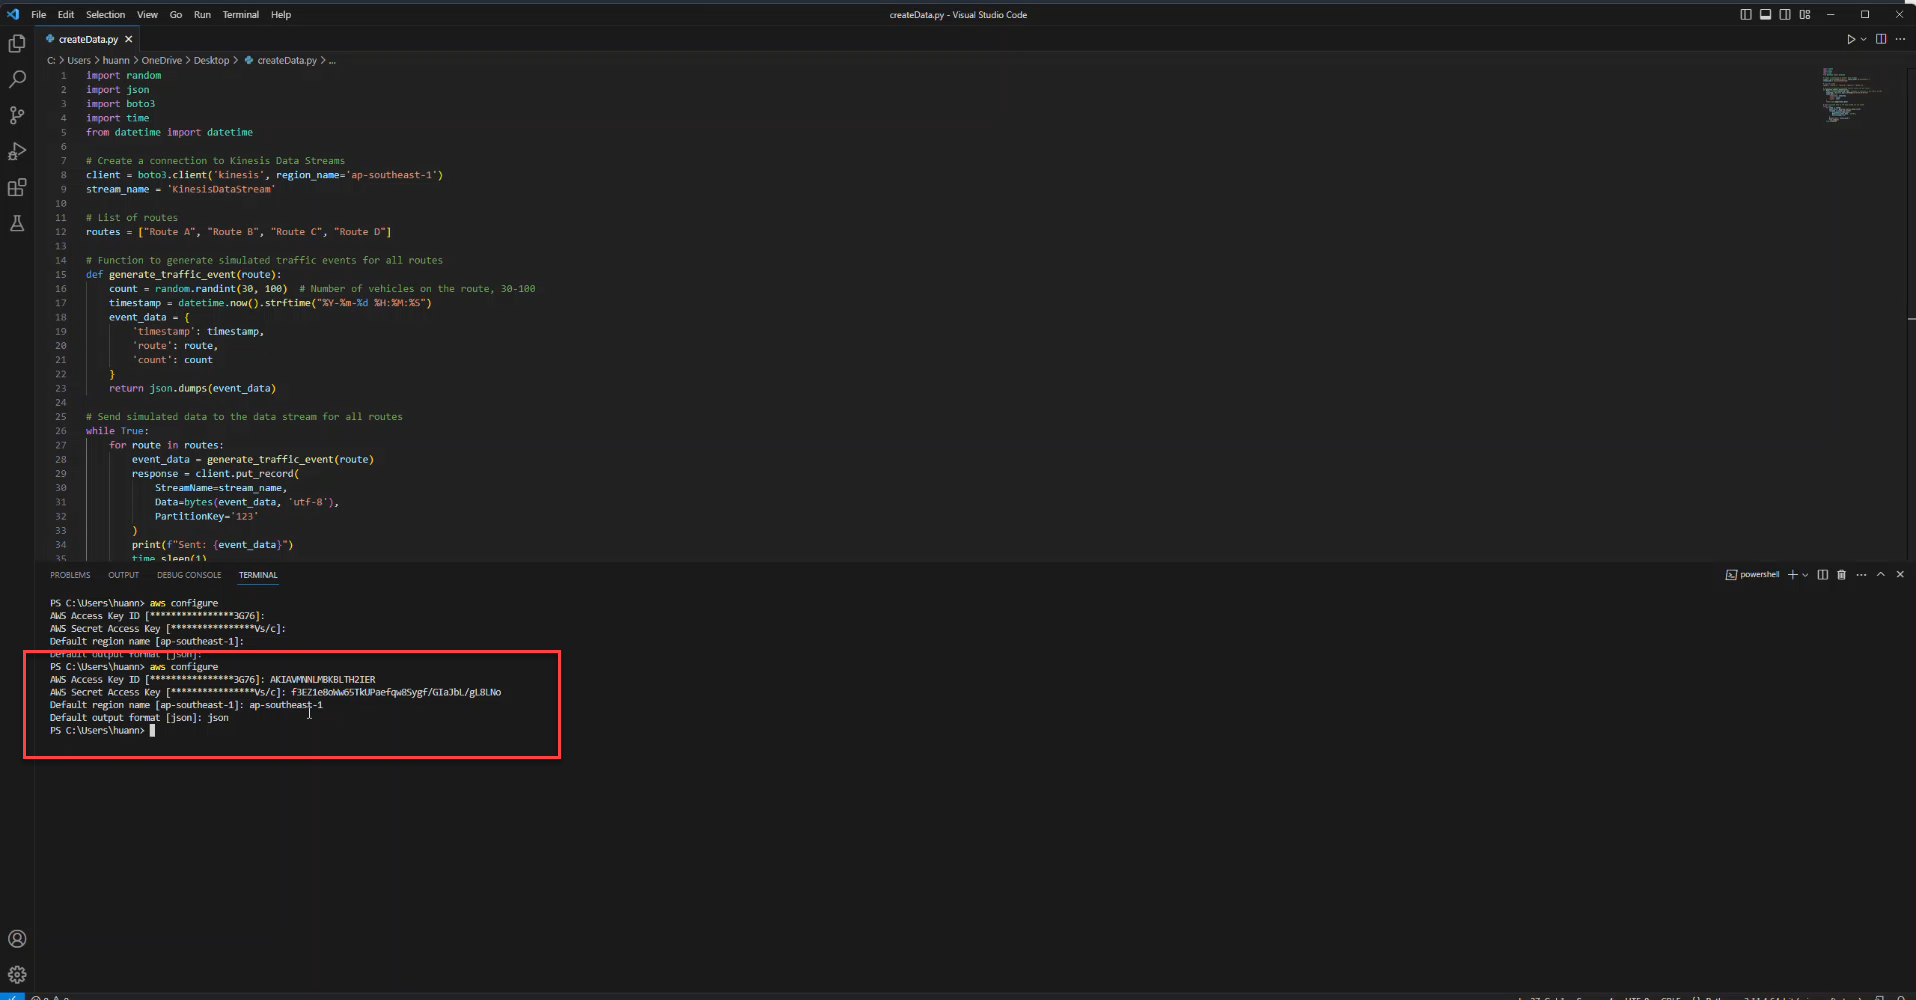 File Edit Selection View Go Run Terminal Help
createData.py - Visual Studio Code
createData.py
C: > Users > huann > OneDrive > Desktop > createData.py > ...
1 import random
2 import json
3 import boto3
4 import time
5 from datetime import datetime
6
7 # Create a connection to Kinesis Data Streams
8 client = boto3.client('kinesis', region_name='ap-southeast-1')
9 stream_name = 'KinesisDataStream'
10
11 # List of routes
12 routes = ["Route A", "Route B", "Route C", "Route D"]
13
14 # Function to generate simulated traffic events for all routes
15 def generate_traffic_event(route):
16 count = random.randint(30, 100) # Number of vehicles on the route, 30-100
17 timestamp = datetime.now().strftime("%Y-%m-%d %H:%M:%S")
18 event_data = {
19 'timestamp': timestamp,
20 'route': route,
21 'count': count
22 }
23 return json.dumps(event_data)
24
25 # Send simulated data to the data stream for all routes
26 while True:
27 for route in routes:
28 event_data = generate_traffic_event(route)
29 response = client.put_record(
30 StreamName=stream_name,
31 Data=bytes(event_data, 'utf-8'),
32 PartitionKey='123'
33 )
34 print(f"Sent: {event_data}")
35 time.sleep(1)
PROBLEMS OUTPUT DEBUG CONSOLE TERMINAL
powershell
PS C:\Users\huann> aws configure
AWS Access Key ID [****************3G76]:
AWS Secret Access Key [****************Vs/c]:
Default region name [ap-southeast-1]:
Default output format [json]:
PS C:\Users\huann> aws configure
AWS Access Key ID [****************3G76]:
AWS Secret Access Key [****************Vs/c]:
Default region name [ap-southeast-1]: ap-southeast-1
Default output format [json]: json
PS C:\Users\huann>